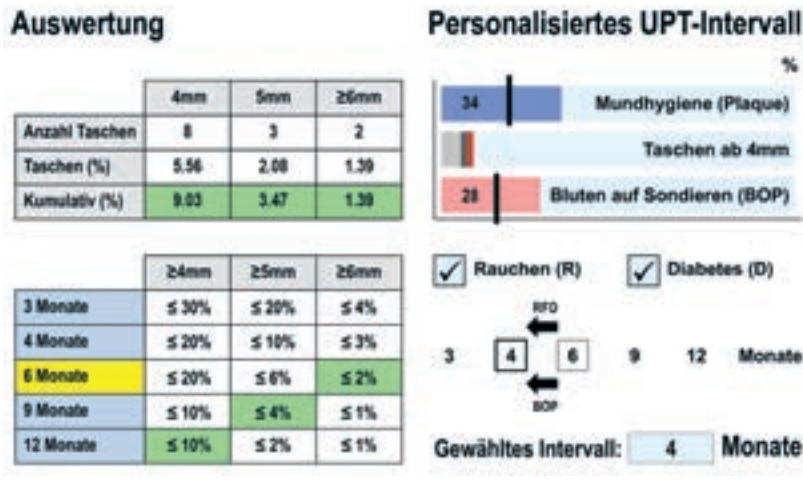 Auswertung
4mm 5mm ≥6mm
Anzahl Taschen 8 3 2
Taschen (%) 5.56 2.08 1.39
Kumulativ (%) 9.03 3.47 1.39
≥4mm ≥5mm ≥6mm
3 Monate ≤ 30% ≤ 20% ≤ 4%
4 Monate ≤ 20% ≤ 10% ≤ 3%
6 Monate ≤ 20% ≤ 6% ≤ 2%
9 Monate ≤ 10% ≤ 4% ≤ 1%
12 Monate ≤ 10% ≤ 2% ≤ 1%
Personalisiertes UPT-Intervall
%
34 Mundhygiene (Plaque)
Taschen ab 4mm
28 Bluten auf Sondieren (BOP)
✓ Rauchen (R) ✓ Diabetes (D)
RFD
3 4 6 9 12 Monate
BOP
Gewähltes Intervall: 4 Monate